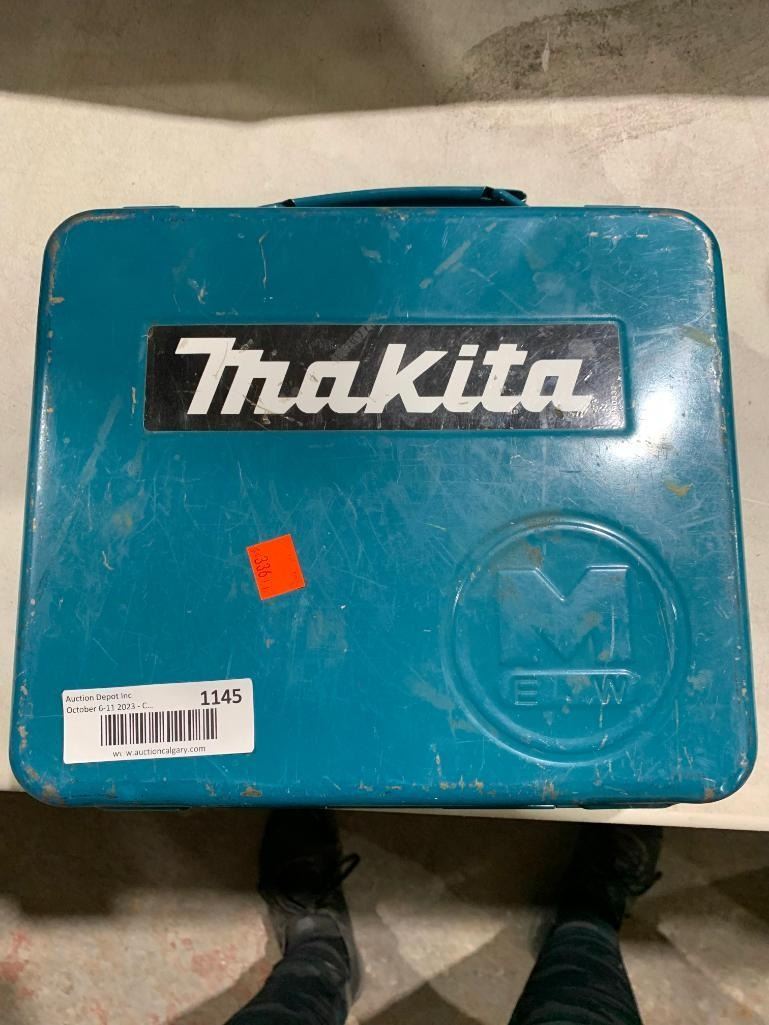 Makita
336
M
E W
Auction Depot Inc
1145
October 6-11 2023 - C...
www.auctioncalgary.com